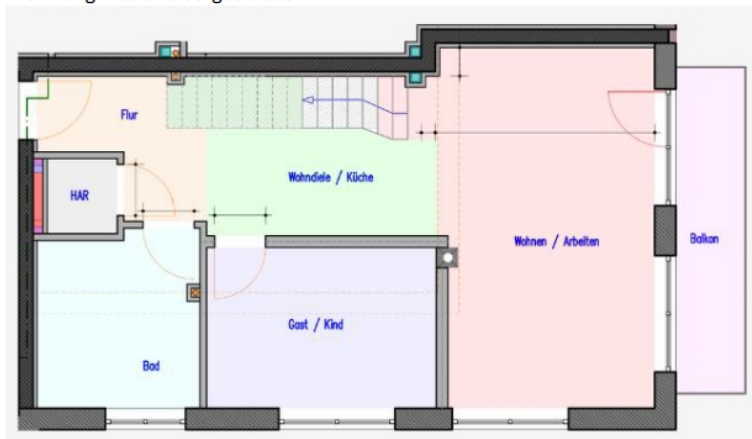 Flur
HAR
Wohndiele / Küche
Wohnen / Arbeiten
Balkon
Gast / Kind
Bad